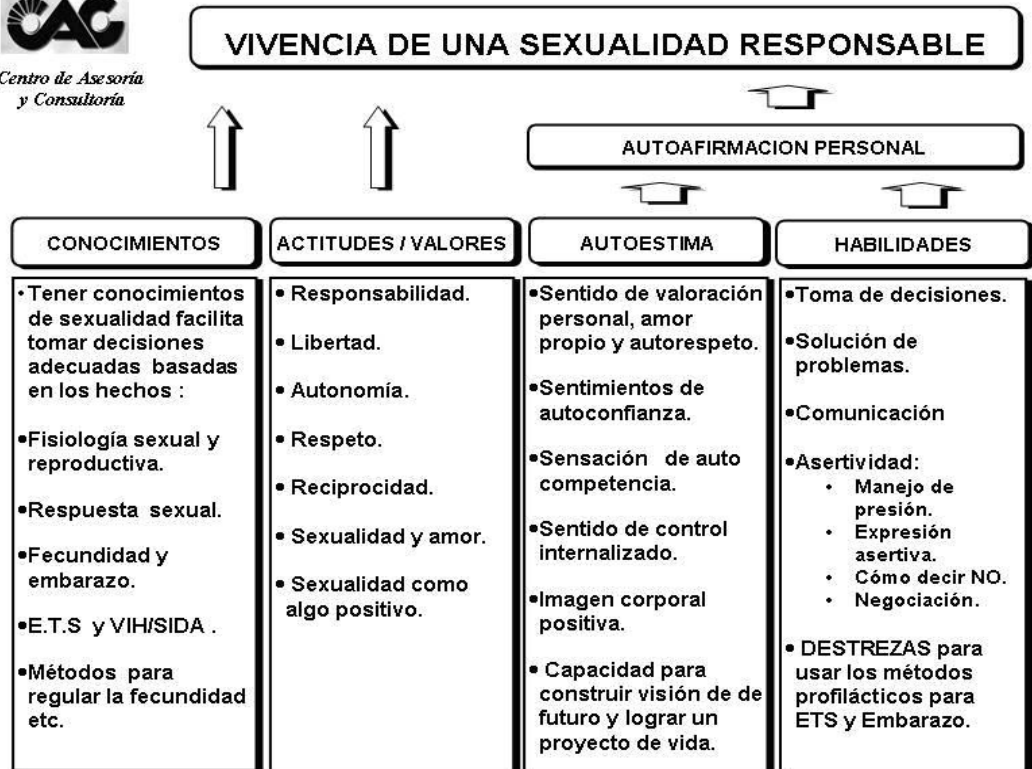 CAC
Centro de Asesoría
y Consultoría
VIVENCIA DE UNA SEXUALIDAD RESPONSABLE
AUTOAFIRMACION PERSONAL
CONOCIMIENTOS
• Tener conocimientos
de sexualidad facilita
tomar decisiones
adecuadas basadas
en los hechos :
•Fisiología sexual y
reproductiva.
•Respuesta sexual.
•Fecundidad y
embarazo.
•E.T.S y VIH/SIDA .
•Métodos para
regular la fecundidad
etc.
ACTITUDES / VALORES
• Responsabilidad.
• Libertad.
• Autonomía.
• Respeto.
• Reciprocidad.
• Sexualidad y amor.
• Sexualidad como
algo positivo.
AUTOESTIMA
•Sentido de valoración
personal, amor
propio y autorespeto.
•Sentimientos de
autoconfianza.
•Sensación de auto
competencia.
•Sentido de control
internalizado.
•Imagen corporal
positiva.
• Capacidad para
construir visión de de
futuro y lograr un
proyecto de vida.
HABILIDADES
•Toma de decisiones.
•Solución de
problemas.
•Comunicación
•Asertividad:
• Manejo de
presión.
• Expresión
asertiva.
• Cómo decir NO.
• Negociación.
• DESTREZAS para
usar los métodos
profilácticos para
ETS y Embarazo.